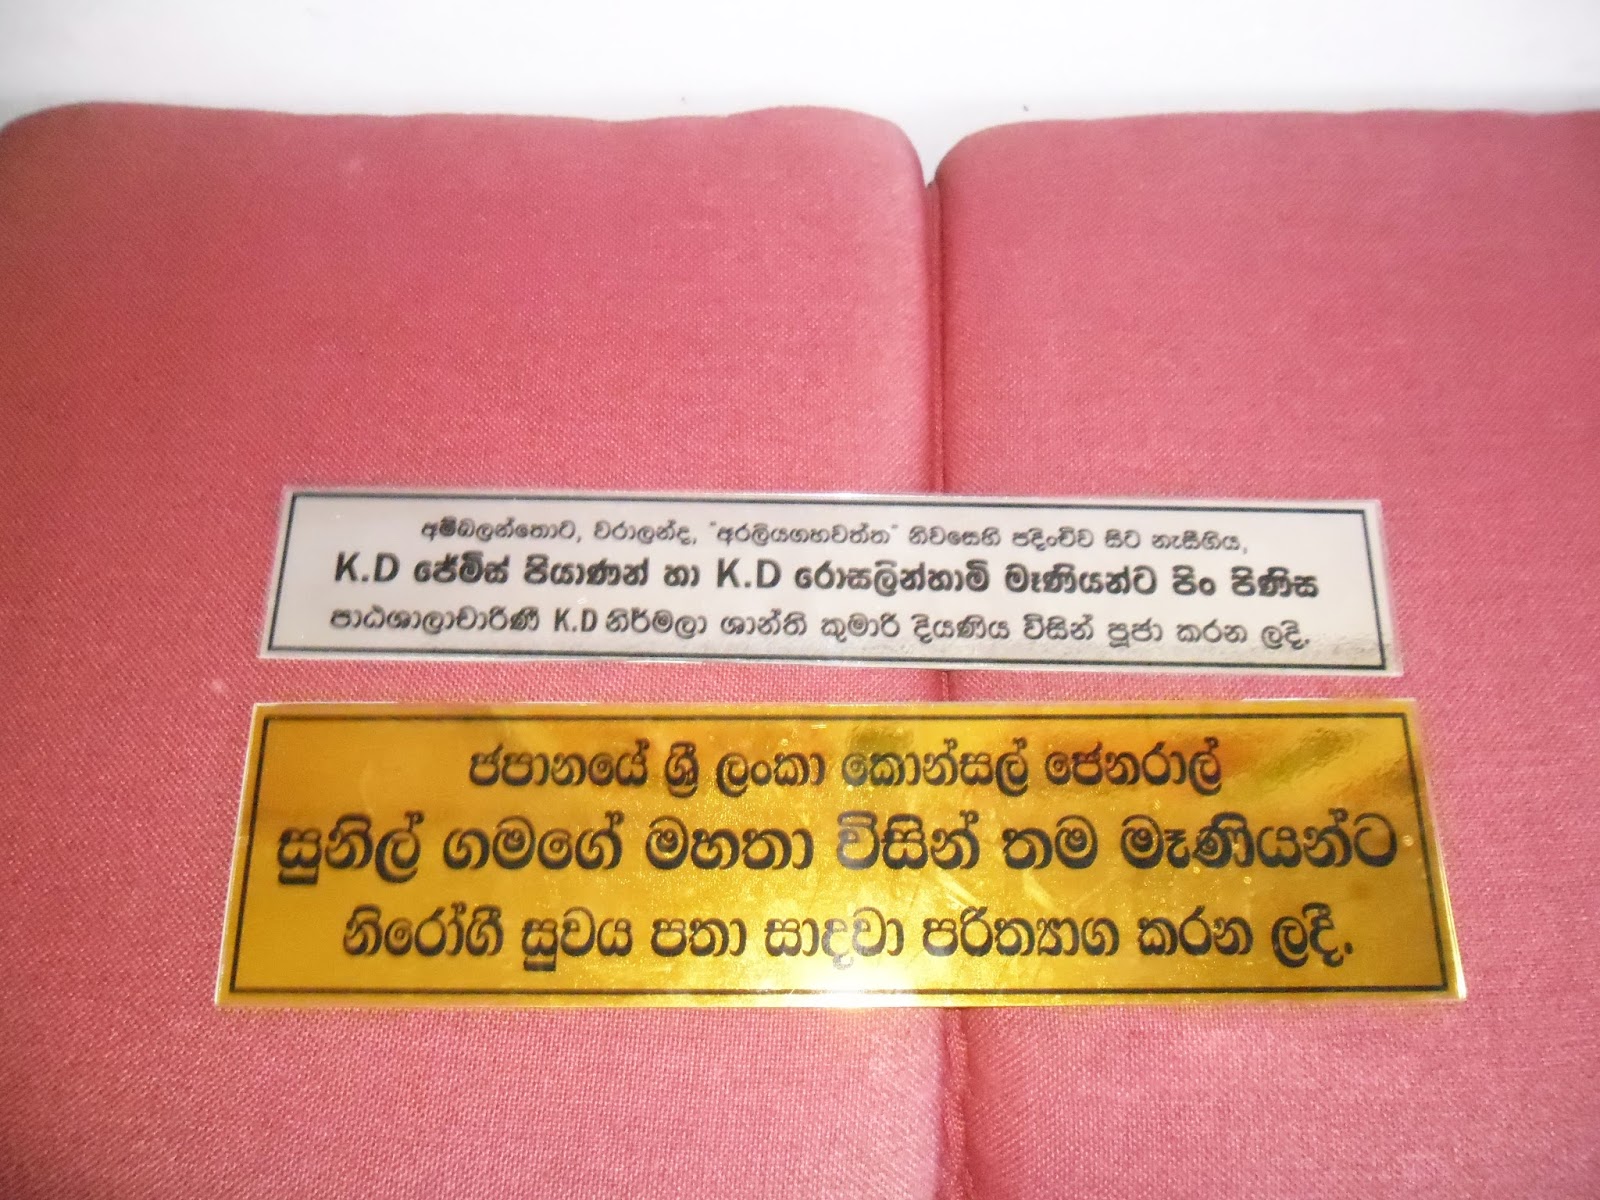 අම්බලන්තොට, වරාලන්ද, "අරලියගහවත්ත" නිවසෙහි පදිංචිව සිට නැසීගිය,
K.D ජේමිස් පියාණන් හා K.D රොසලින්හාමි මෑණියන්ට පිං පිණිස
පාඨශාලාචාරිණී K.D නිර්මලා ශාන්ති කුමාරි දියණිය විසින් පූජා කරන ලදි.
ජපානයේ ශ්‍රී ලංකා කොන්සල් ජෙනරාල්
සුනිල් ගමගේ මහතා විසින් තම මෑණියන්ට
නිරෝගී සුවය පතා සාදවා පරිත්‍යාග කරන ලදී.